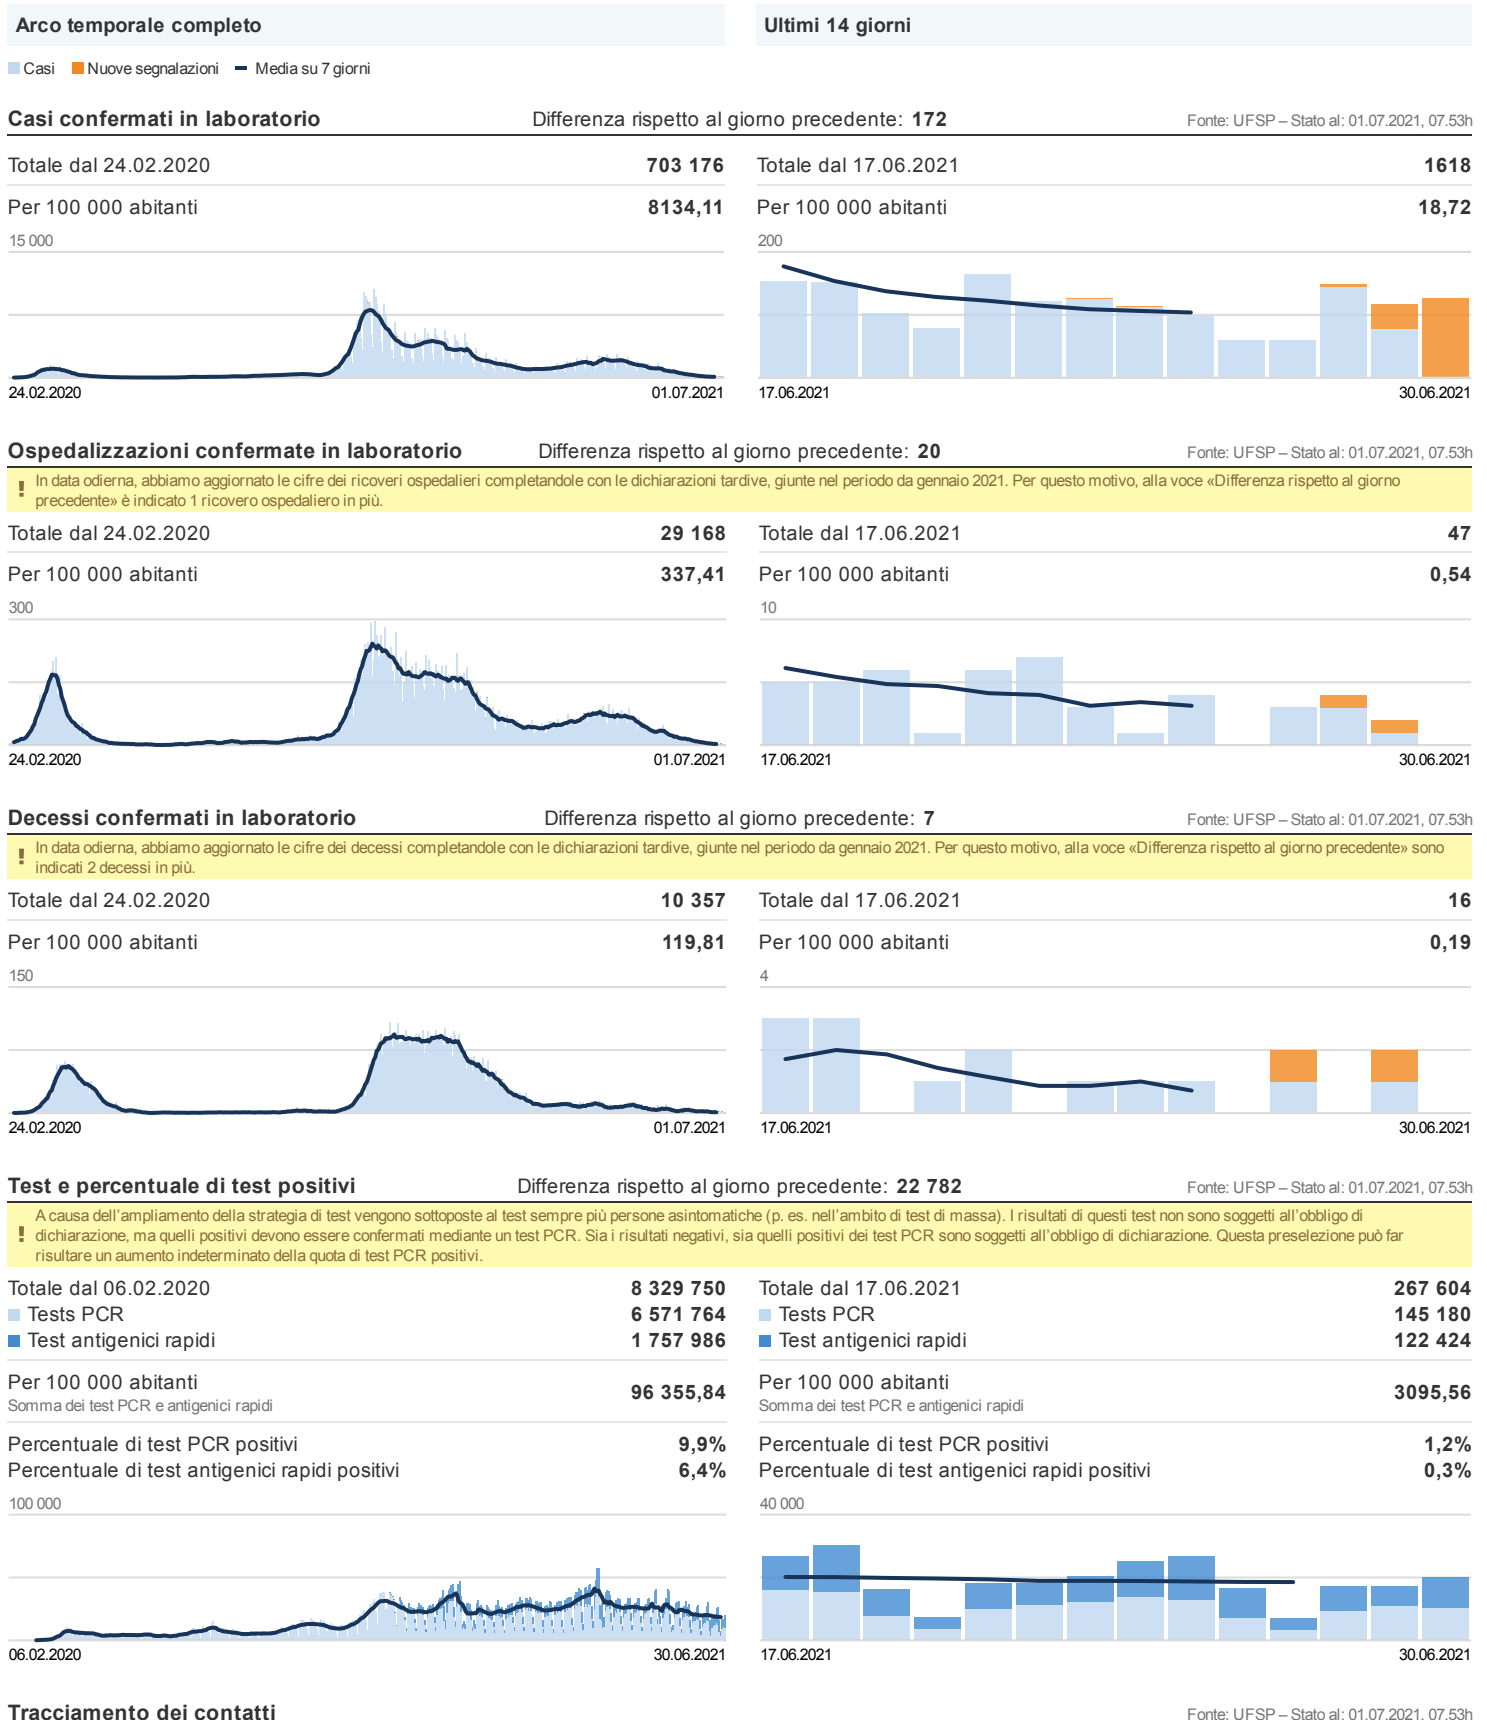 Arco temporale completo
Ultimi 14 giorni
Casi Nuove segnalazioni Media su 7 giorni
Casi confermati in laboratorio Differenza rispetto al giorno precedente: 172 Fonte: UFSP – Stato al: 01.07.2021, 07.53h
Totale dal 24.02.2020 703 176
Per 100 000 abitanti 8134,11
15 000
24.02.2020 01.07.2021
Totale dal 17.06.2021 1618
Per 100 000 abitanti 18,72
200
17.06.2021 30.06.2021
Ospedalizzazioni confermate in laboratorio Differenza rispetto al giorno precedente: 20 Fonte: UFSP – Stato al: 01.07.2021, 07.53h
! In data odierna, abbiamo aggiornato le cifre dei ricoveri ospedalieri completandole con le dichiarazioni tardive, giunte nel periodo da gennaio 2021. Per questo motivo, alla voce «Differenza rispetto al giorno
precedente» è indicato 1 ricovero ospedaliero in più.
Totale dal 24.02.2020 29 168
Per 100 000 abitanti 337,41
300
24.02.2020 01.07.2021
Totale dal 17.06.2021 47
Per 100 000 abitanti 0,54
10
17.06.2021 30.06.2021
Decessi confermati in laboratorio Differenza rispetto al giorno precedente: 7 Fonte: UFSP – Stato al: 01.07.2021, 07.53h
! In data odierna, abbiamo aggiornato le cifre dei decessi completandole con le dichiarazioni tardive, giunte nel periodo da gennaio 2021. Per questo motivo, alla voce «Differenza rispetto al giorno precedente» sono
indicati 2 decessi in più.
Totale dal 24.02.2020 10 357
Per 100 000 abitanti 119,81
150
24.02.2020 01.07.2021
Totale dal 17.06.2021 16
Per 100 000 abitanti 0,19
4
17.06.2021 30.06.2021
Test e percentuale di test positivi Differenza rispetto al giorno precedente: 22 782 Fonte: UFSP – Stato al: 01.07.2021, 07.53h
A causa dell'ampliamento della strategia di test vengono sottoposte al test sempre più persone asintomatiche (p. es. nell'ambito di test di massa). I risultati di questi test non sono soggetti all'obbligo di
! dichiarazione, ma quelli positivi devono essere confermati mediante un test PCR. Sia i risultati negativi, sia quelli positivi dei test PCR sono soggetti all'obbligo di dichiarazione. Questa preselezione può far
risultare un aumento indeterminato della quota di test PCR positivi.
Totale dal 06.02.2020 8 329 750
Tests PCR 6 571 764
Test antigenici rapidi 1 757 986
Per 100 000 abitanti 96 355,84
Somma dei test PCR e antigenici rapidi
Percentuale di test PCR positivi 9,9%
Percentuale di test antigenici rapidi positivi 6,4%
100 000
06.02.2020 30.06.2021
Totale dal 17.06.2021 267 604
Tests PCR 145 180
Test antigenici rapidi 122 424
Per 100 000 abitanti 3095,56
Somma dei test PCR e antigenici rapidi
Percentuale di test PCR positivi 1,2%
Percentuale di test antigenici rapidi positivi 0,3%
40 000
17.06.2021 30.06.2021
Tracciamento dei contatti Fonte: UFSP – Stato al: 01.07.2021, 07.53h